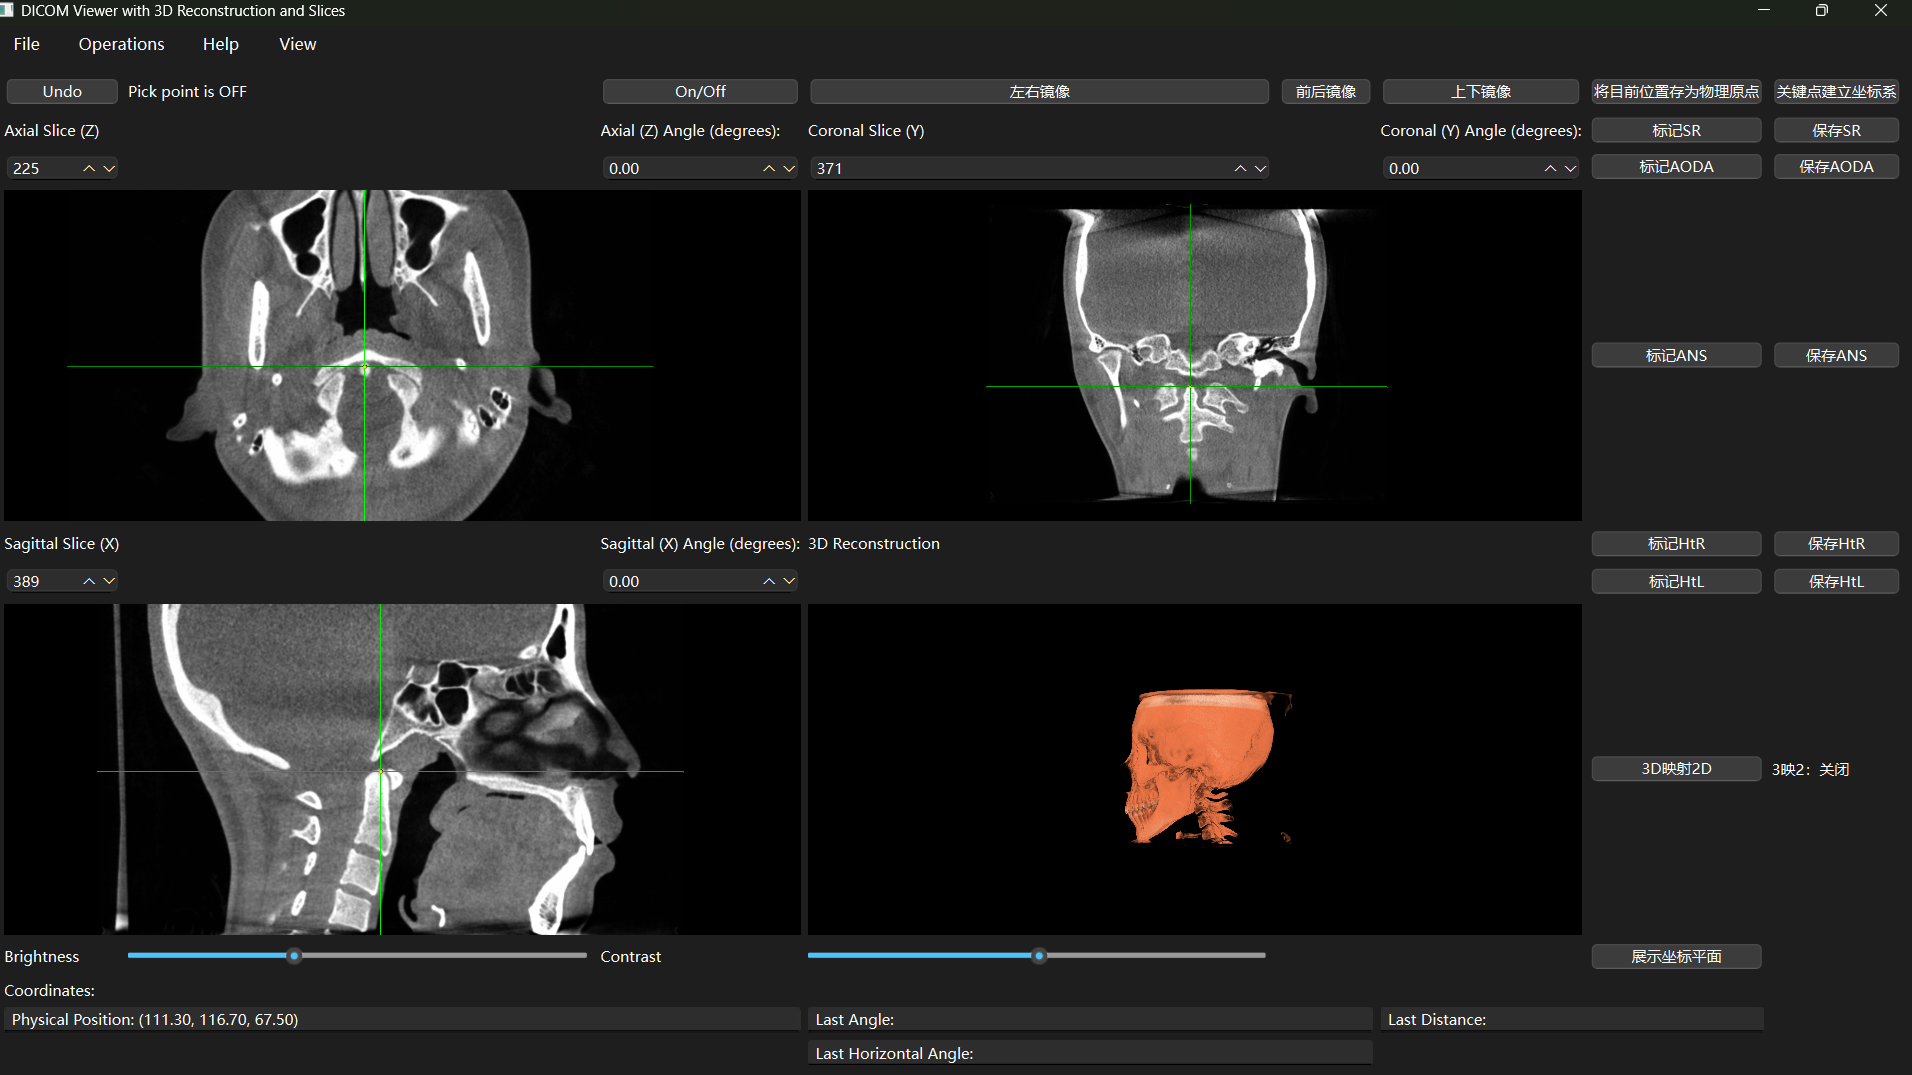 DICOM Viewer with 3D Reconstruction and Slices
File Operations Help View
Undo Pick point is OFF On/Off 左右镜像 前后镜像 上下镜像 将目前位置存为物理原点 关键点建立坐标系
Axial Slice (Z) Axial (Z) Angle (degrees): Coronal Slice (Y) Coronal (Y) Angle (degrees): 标记SR 保存SR
225 0.00 371 0.00 标记AODA 保存AODA
标记ANS 保存ANS
Sagittal Slice (X) Sagittal (X) Angle (degrees): 3D Reconstruction 标记HtR 保存HtR
389 0.00 标记HtL 保存HtL
3D映射2D 3映2：关闭
Brightness Contrast 展示坐标平面
Coordinates:
Physical Position: (111.30, 116.70, 67.50) Last Angle: Last Distance:
Last Horizontal Angle: